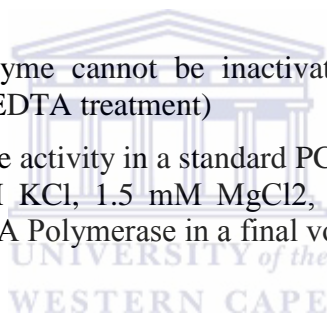 yme cannot be inactivat
EDTA treatment)
e activity in a standard PC
M KCl, 1.5 mM MgCl2,
A Polymerase in a final vo
UNIVERSITY of the
WESTERN CAPE